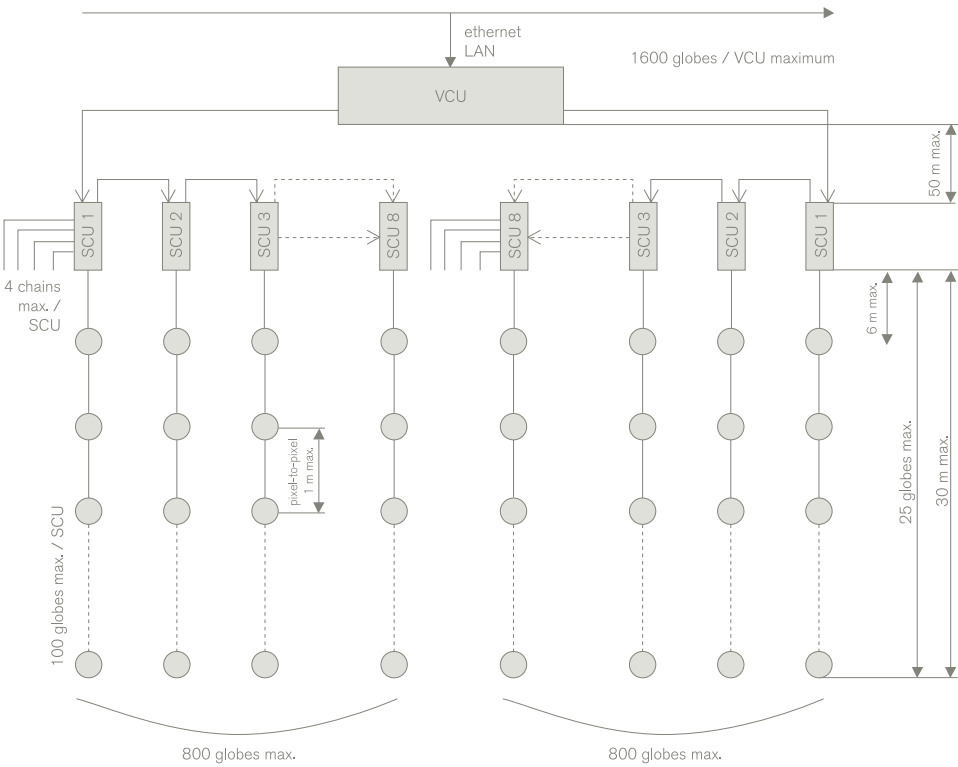 ethernet
LAN
1600 globes / VCU maximum
VCU
50 m max.
SCU 1
SCU 2
SCU 3
SCU 8
SCU 8
SCU 3
SCU 2
SCU 1
4 chains
max. /
SCU
6 m max.
pixel-to-pixel
1 m max.
25 globes max.
30 m max.
100 globes max. / SCU
800 globes max.
800 globes max.